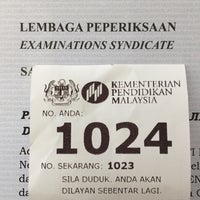 LEMBAGA PEPERIKSAAN
EXAMINATIONS SYNDICATE
KEMENTERIAN
PENDIDIKAN
MALAYSIA
NO. ANDA:
1024
NO. SEKARANG: 1023
SILA DUDUK. ANDA AKAN
DILAYAN SEBENTAR LAGI.